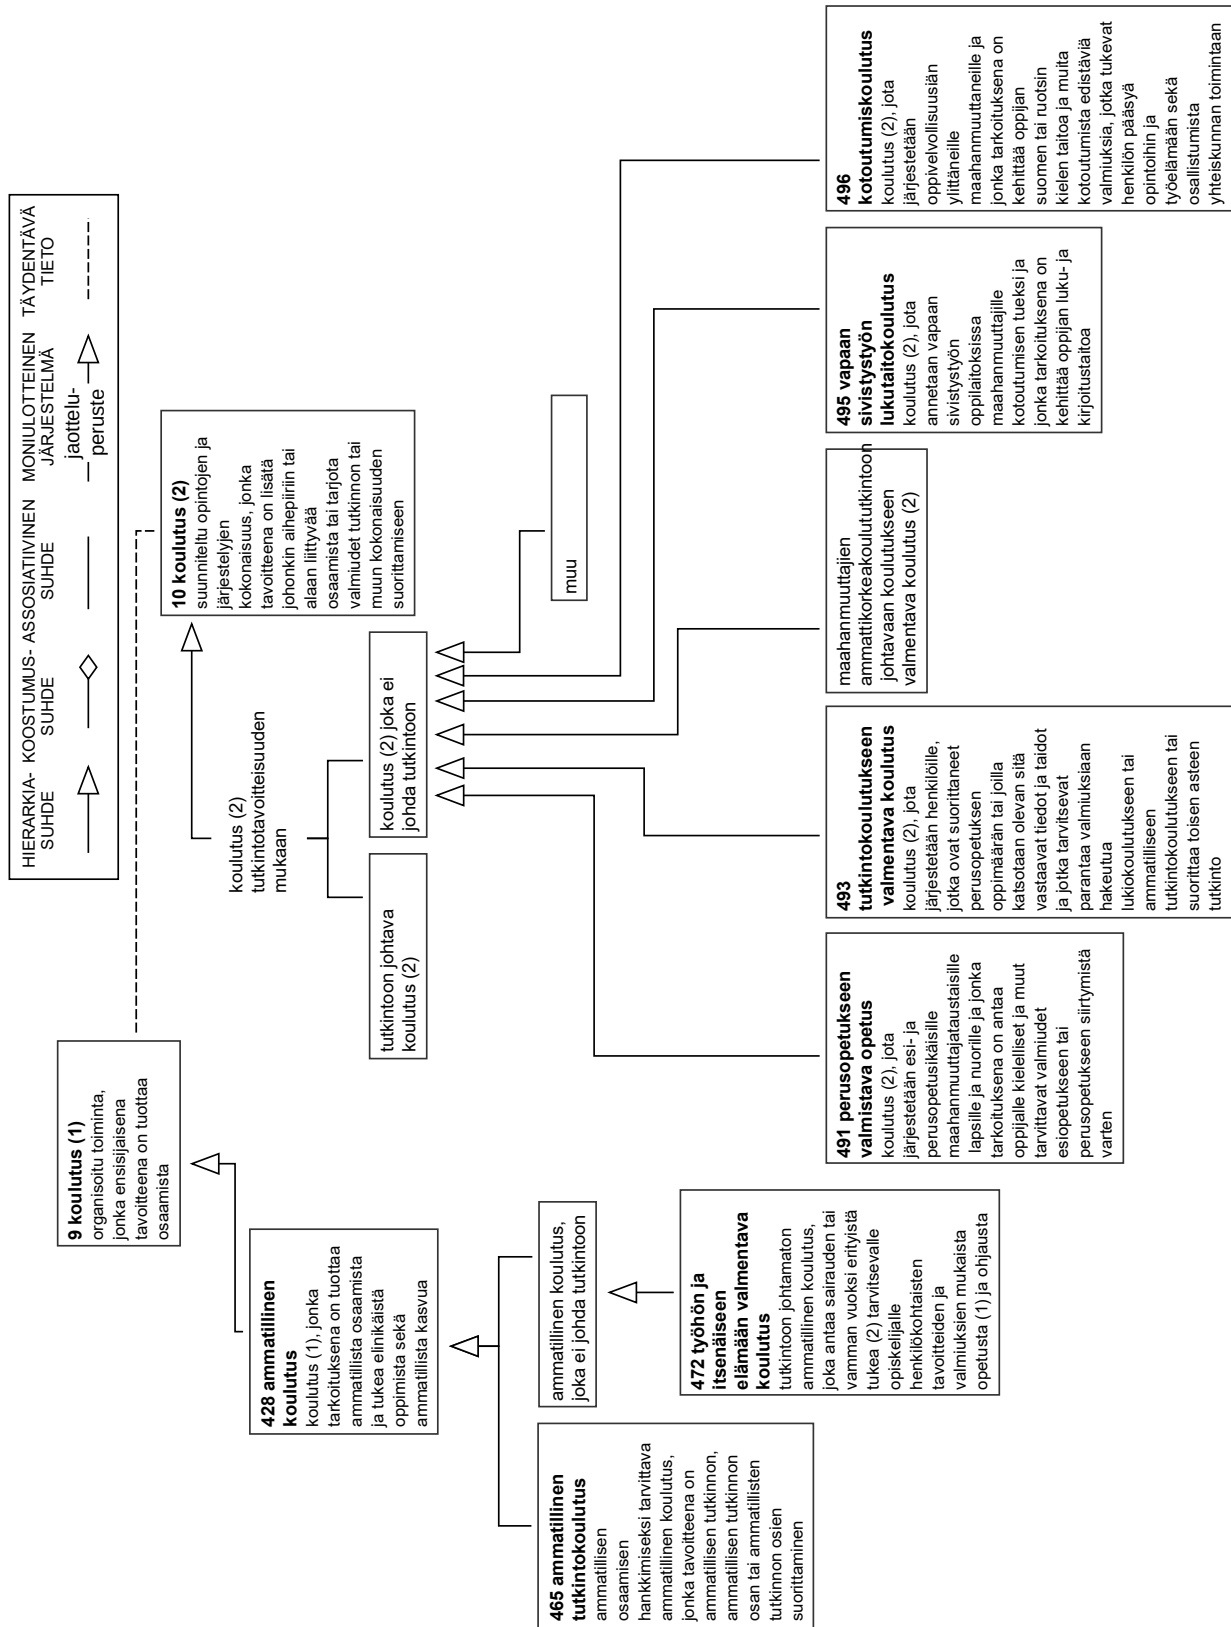 HIERARKIA-
SUHDE
KOOSTUMUS-
SUHDE
ASSOSIATIIVINEN
SUHDE
MONIULOTTEINEN
JÄRJESTELMÄ
TÄYDENTÄVÄ
TIETO
jaottelu-
peruste
9 koulutus (1)
organisoitu toiminta,
jonka ensisijaisena
tavoitteena on tuottaa
osaamista
10 koulutus (2)
suunniteltu opintojen ja
järjestelyjen
kokonaisuus, jonka
tavoitteena on lisätä
johonkin aihepiiriin tai
alaan liittyvää
osaamista tai tarjota
valmiudet tutkinnon tai
muun kokonaisuuden
suorittamiseen
428 ammatillinen
koulutus
koulutus (1), jonka
tarkoituksena on tuottaa
ammatillista osaamista
ja tukea elinikäistä
oppimista sekä
ammatillista kasvua
koulutus (2)
tutkintotavoitteisuuden
mukaan
tutkintoon johtava
koulutus (2)
koulutus (2) joka ei
johda tutkintoon
465 ammatillinen
tutkintokoulutus
ammatillisen
osaamisen
hankkimiseksi tarvittava
ammatillinen koulutus,
jonka tavoitteena on
ammatillisen tutkinnon,
ammatillisen tutkinnon
osan tai ammatillisten
tutkinnon osien
suorittaminen
ammatillinen koulutus,
joka ei johda tutkintoon
muu
472 työhön ja
itsenäiseen
elämään valmentava
koulutus
tutkintoon johtamaton
ammatillinen koulutus,
joka antaa sairauden tai
vamman vuoksi erityistä
tukea (2) tarvitsevalle
opiskelijalle
henkilökohtaisten
tavoitteiden ja
valmiuksien mukaista
opetusta (1) ja ohjausta
491 perusopetukseen
valmistava opetus
koulutus (2), jota
järjestetään esi- ja
perusopetusikäisille
maahanmuuttajataustaisille
lapsille ja nuorille ja jonka
tarkoituksena on antaa
oppijalle kielelliset ja muut
tarvittavat valmiudet
esiopetukseen tai
perusopetukseen siirtymistä
varten
493
tutkintokoulutukseen
valmentava koulutus
koulutus (2), jota
järjestetään henkilöille,
jotka ovat suorittaneet
perusopetuksen
oppimäärän tai joilla
katsotaan olevan sitä
vastaavat tiedot ja taidot
ja jotka tarvitsevat
parantaa valmiuksiaan
hakeutua
lukiokoulutukseen tai
ammatilliseen
tutkintokoulutukseen tai
suorittaa toisen asteen
tutkinto
maahanmuuttajien
ammattikorkeakoulututkintoon
johtavaan koulutukseen
valmentava koulutus (2)
495 vapaan
sivistystyön
lukutaitokoulutus
koulutus (2), jota
annetaan vapaan
sivistystyön
oppilaitoksissa
maahanmuuttajille
kotoutumisen tueksi ja
jonka tarkoituksena on
kehittää oppijan luku- ja
kirjoitustaitoa
496
kotoutumiskoulutus
koulutus (2), jota
järjestetään
oppivelvollisuusiän
ylittäneille
maahanmuuttaneille ja
jonka tarkoituksena on
kehittää oppijan
suomen tai ruotsin
kielen taitoa ja muita
kotoutumista edistäviä
valmiuksia, jotka tukevat
henkilön pääsyä
opintoihin ja
työelämään sekä
osallistumista
yhteiskunnan toimintaan